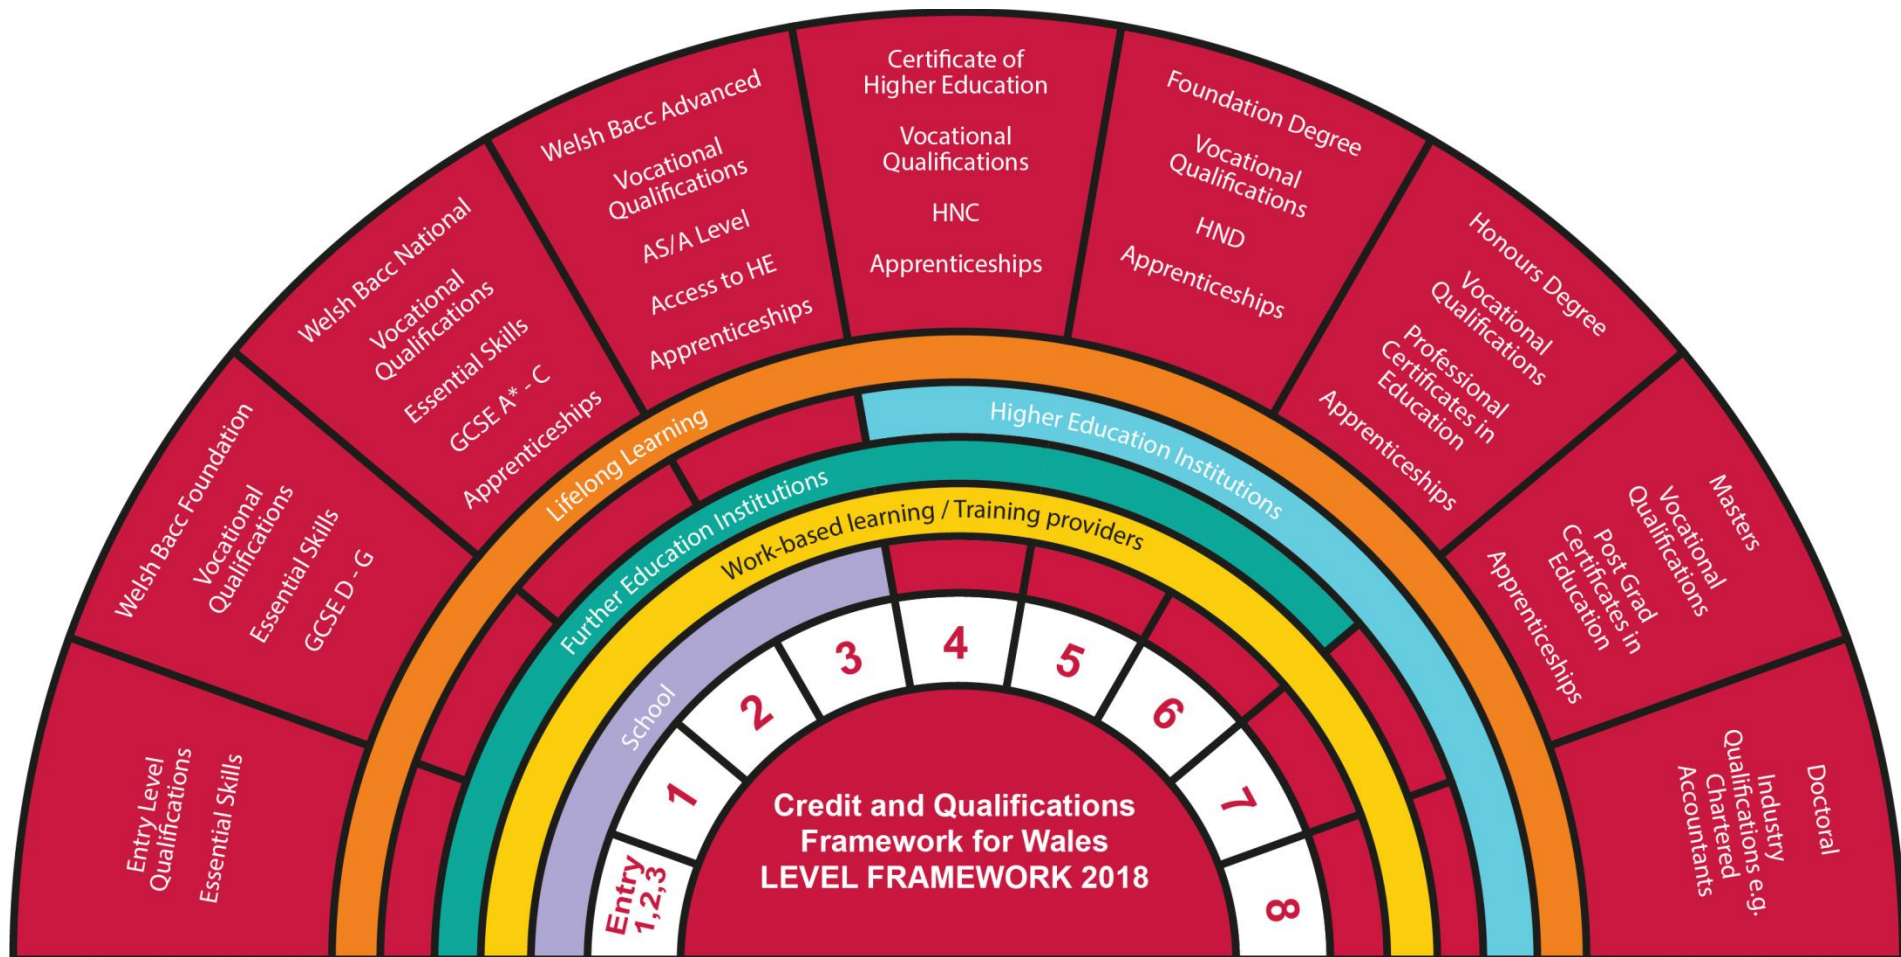 Entry Level
Qualifications
Essential Skills
Welsh Bacc Foundation
Vocational
Qualifications
Essential Skills
GCSE D - G
Welsh Bacc National
Vocational
Qualifications
Essential Skills
GCSE A* - C
Apprenticeships
Welsh Bacc Advanced
Vocational
Qualifications
AS/A Level
Access to HE
Apprenticeships
Certificate of
Higher Education
Vocational
Qualifications
HNC
Apprenticeships
Foundation Degree
Vocational
Qualifications
HND
Apprenticeships
Honours Degree
Vocational
Qualifications
Professional
Certificates in
Education
Apprenticeships
Masters
Vocational
Qualifications
Post Grad
Certificates in
Education
Apprenticeships
Doctoral
Industry
Qualifications e.g.
Chartered
Accountants
Lifelong Learning
Higher Education Institutions
Further Education Institutions
Work-based learning / Training providers
School
Entry
1,2,3
1
2
3
4
5
6
7
8
Credit and Qualifications
Framework for Wales
LEVEL FRAMEWORK 2018